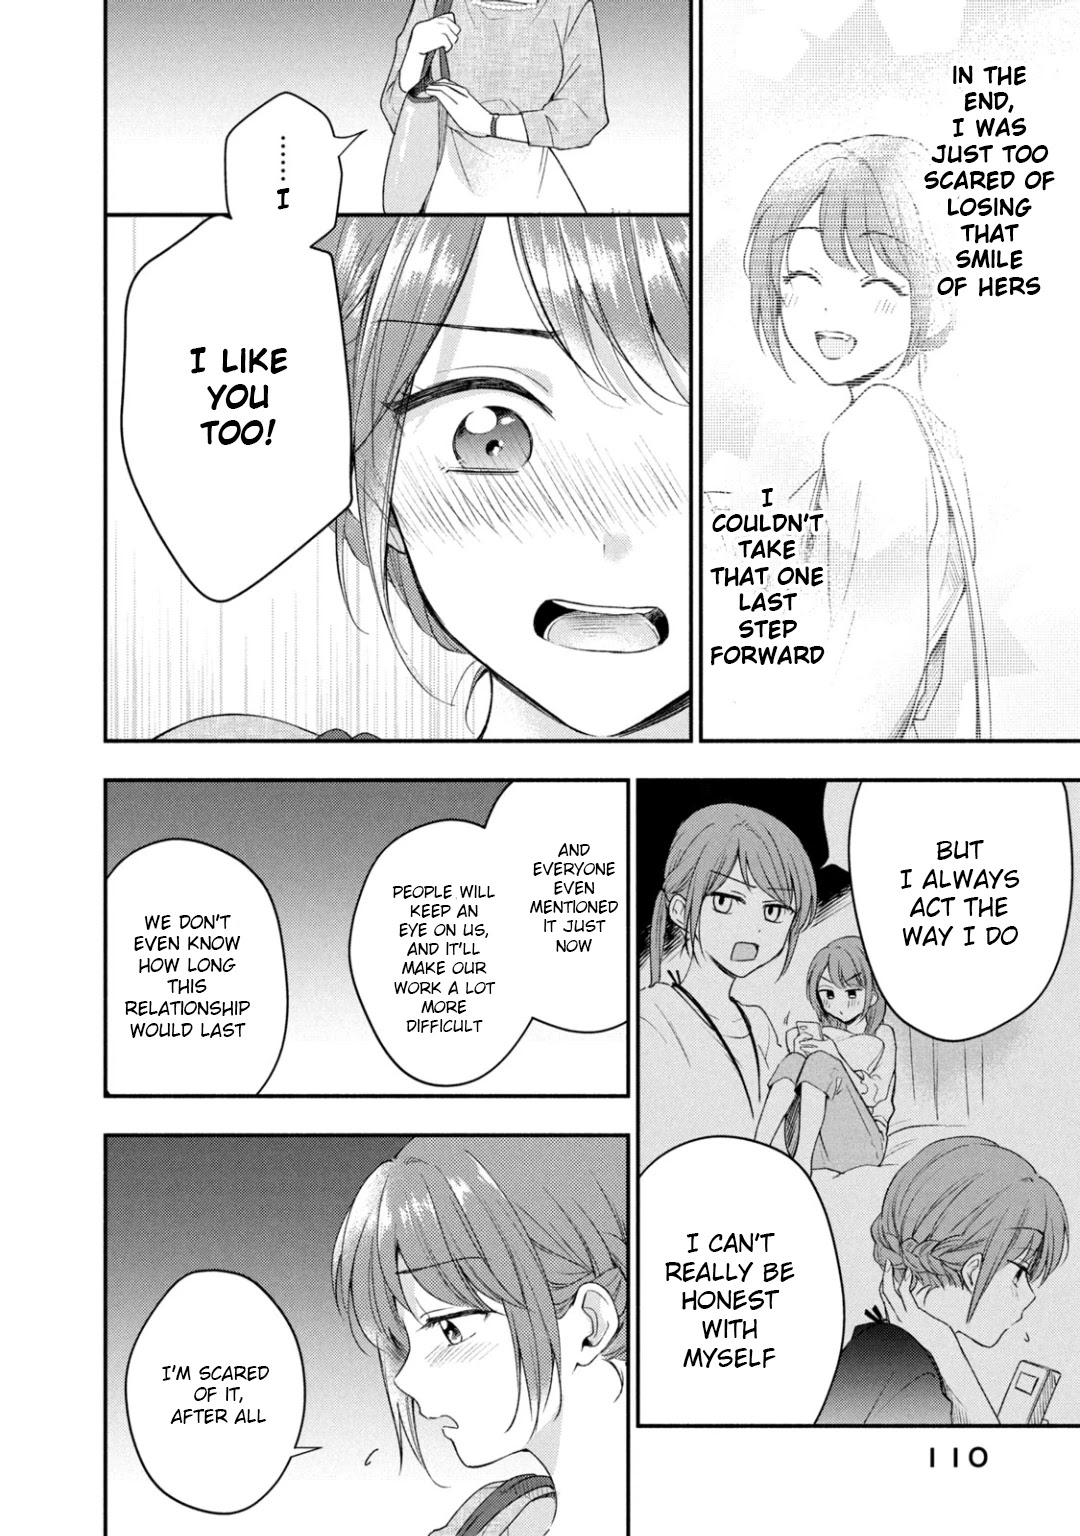 IN THE
END,
I WAS
JUST TOO
SCARED OF
LOSING
THAT
SMILE
OF HERS
I
COULDN'T
TAKE
THAT ONE
LAST
STEP
FORWARD
........
I
I LIKE
YOU
TOO!
BUT
I ALWAYS
ACT THE
WAY I DO
I CAN'T
REALLY BE
HONEST
WITH
MYSELF
AND
EVERYONE
EVEN
MENTIONED
IT JUST
NOW
PEOPLE WILL
KEEP AN
EYE ON US,
AND IT'LL
MAKE OUR
WORK A LOT
MORE
DIFFICULT
WE DON'T
EVEN KNOW
HOW LONG
THIS
RELATIONSHIP
WOULD LAST
I'M SCARED
OF IT,
AFTER ALL
110